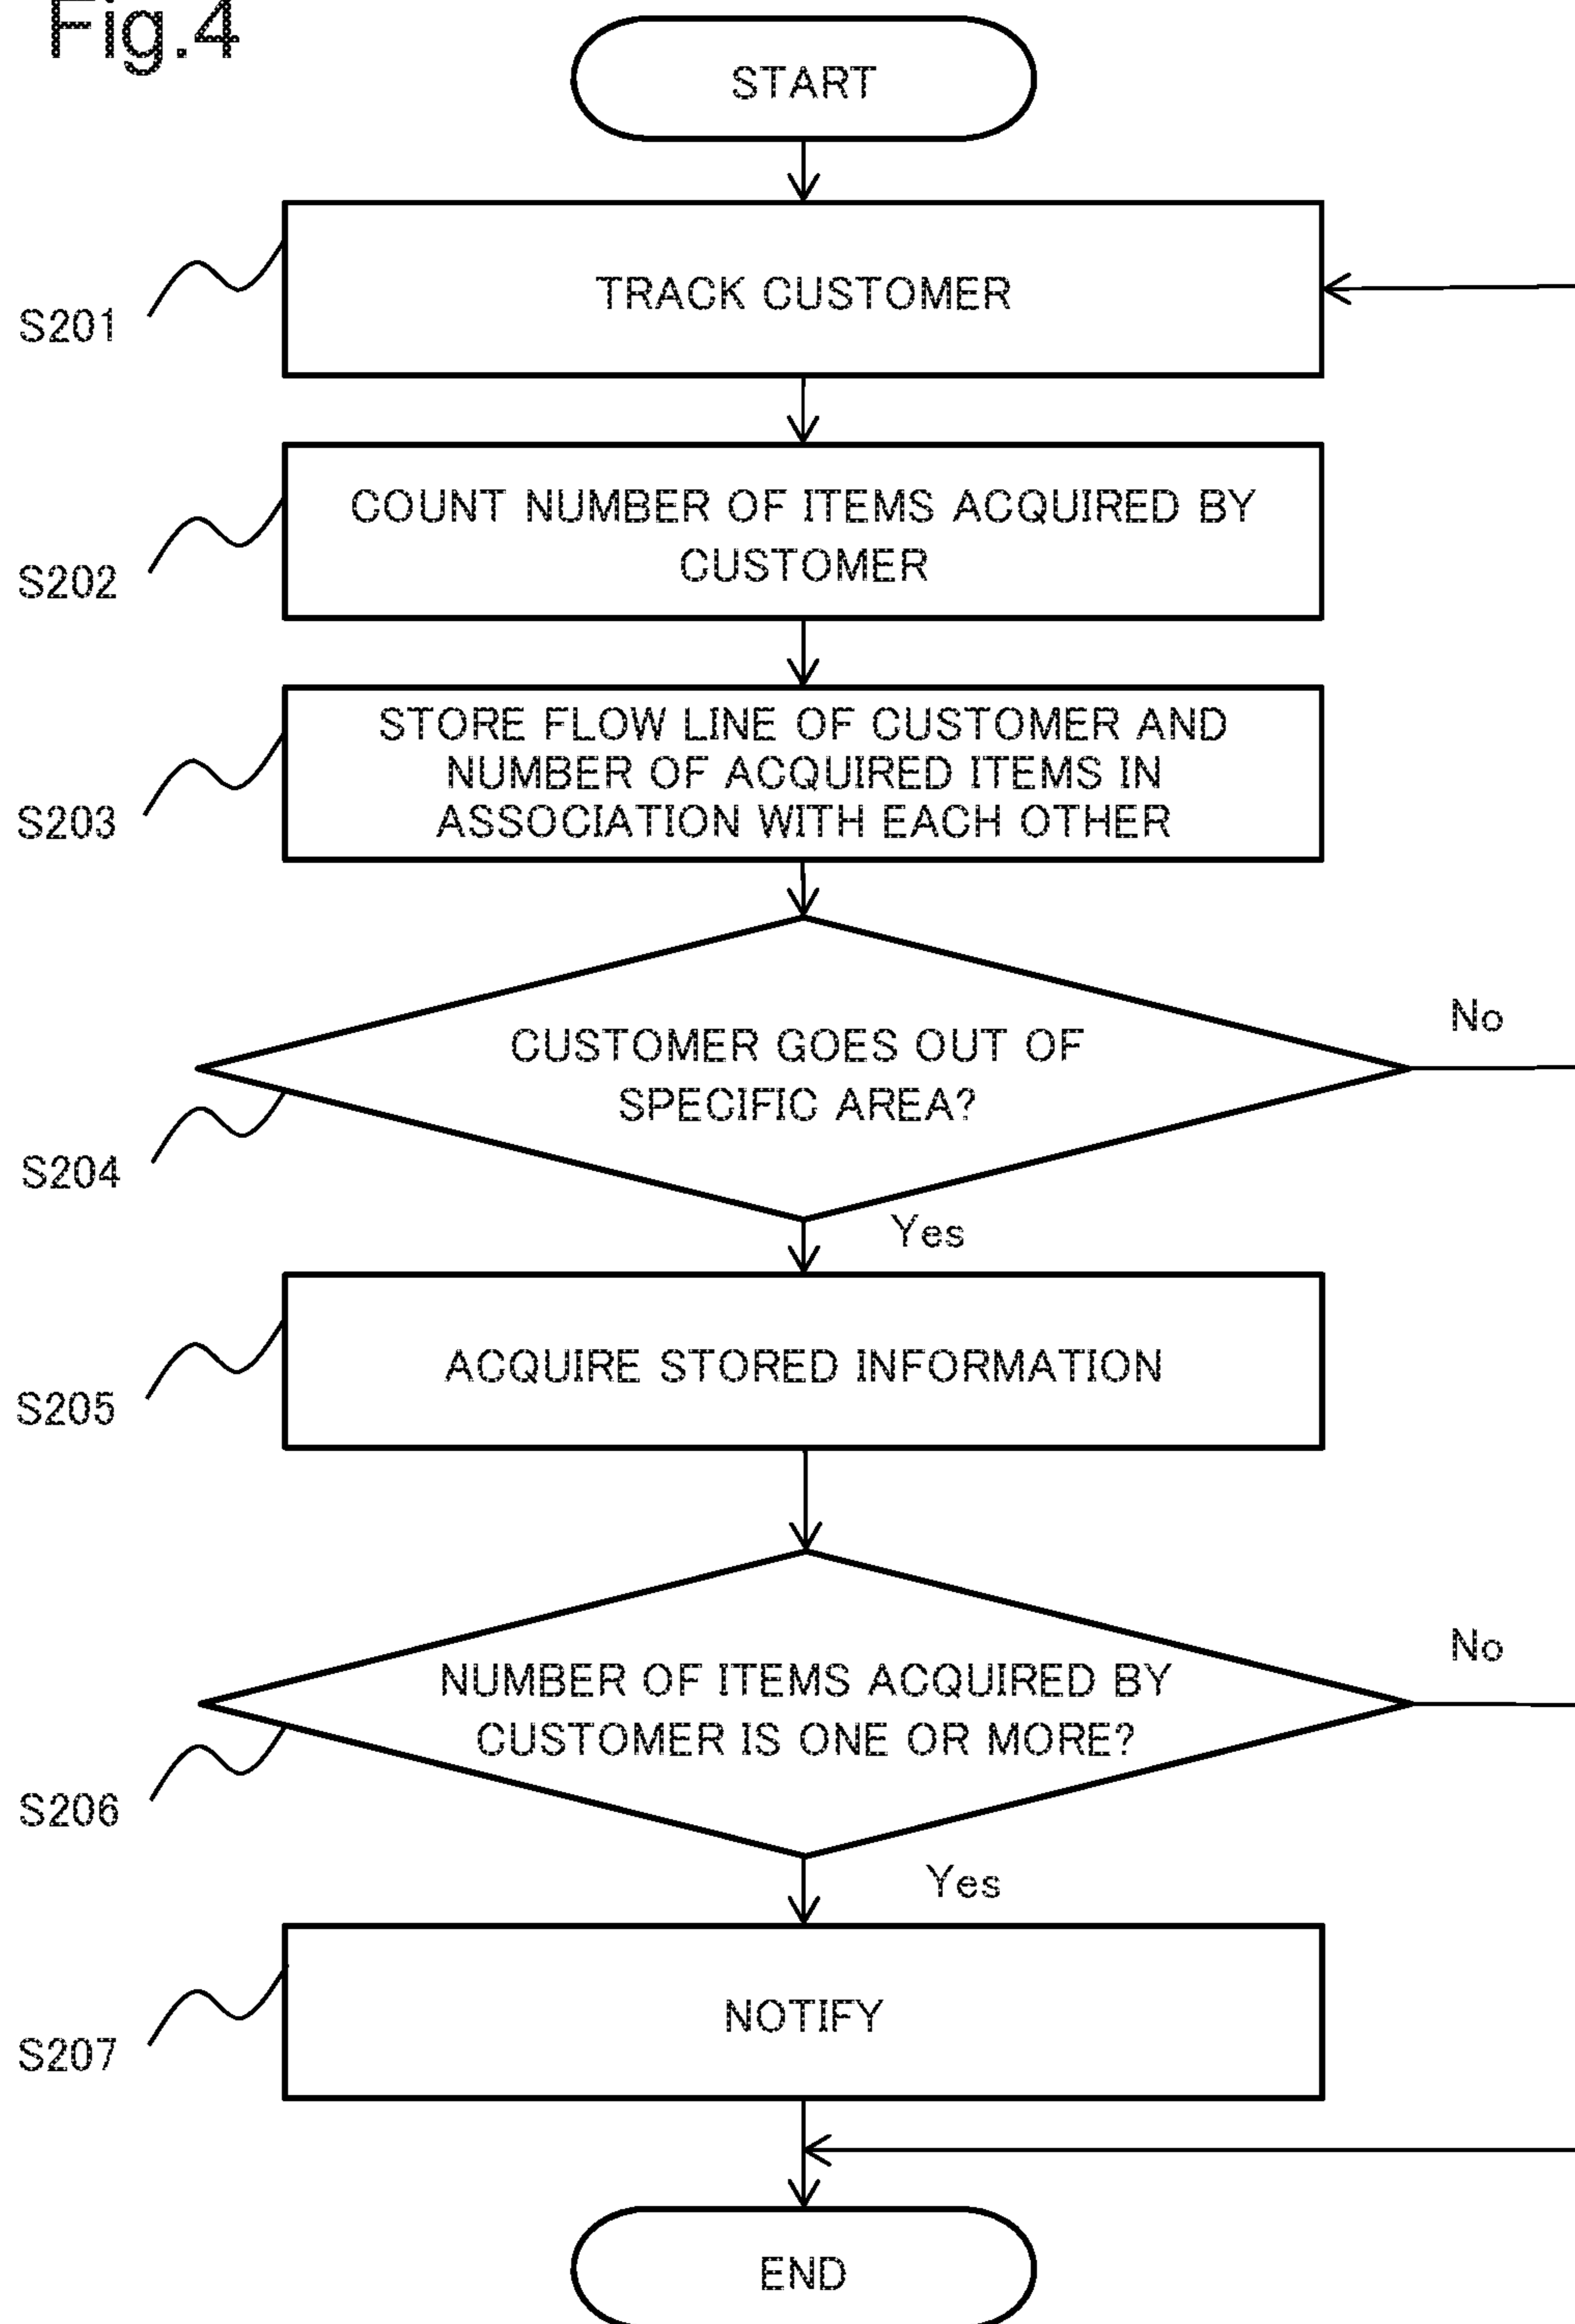 Fig.4
START
TRACK CUSTOMER
S201
COUNT NUMBER OF ITEMS ACQUIRED BY
CUSTOMER
S202
STORE FLOW LINE OF CUSTOMER AND
NUMBER OF ACQUIRED ITEMS IN
ASSOCIATION WITH EACH OTHER
S203
No
CUSTOMER GOES OUT OF
SPECIFIC AREA?
S204
Yes
ACQUIRE STORED INFORMATION
S205
No
NUMBER OF ITEMS ACQUIRED BY
CUSTOMER IS ONE OR MORE?
S206
Yes
NOTIFY
S207
END